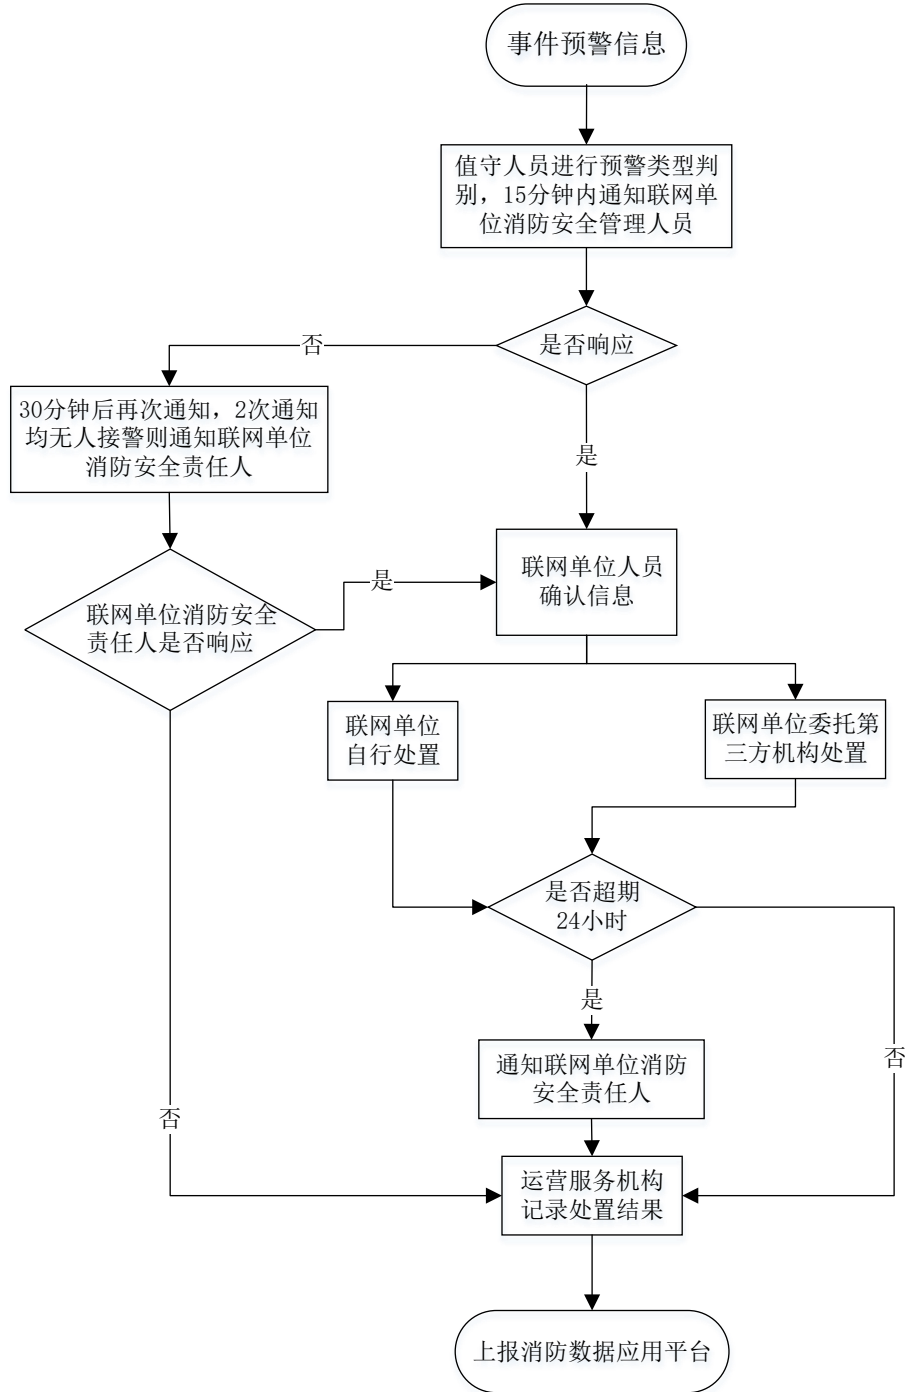 事件预警信息
值守人员进行预警类型判
别，15分钟内通知联网单
位消防安全管理人员
是否响应
否
30分钟后再次通知，2次通知
均无人接警则通知联网单位
消防安全责任人
是
联网单位人员
确认信息
是
联网单位消防安全
责任人是否响应
联网单位
自行处置
联网单位委托第
三方机构处置
是否超期
24小时
是
否
通知联网单位消防
安全责任人
否
运营服务机构
记录处置结果
上报消防数据应用平台